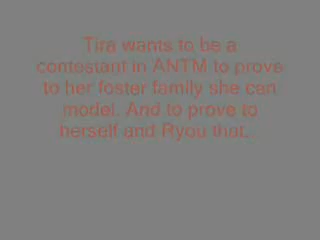 Tira wants to be a
contestant in ANTM to prove
to her foster family she can
model. And to prove to
herself and Ryou that...